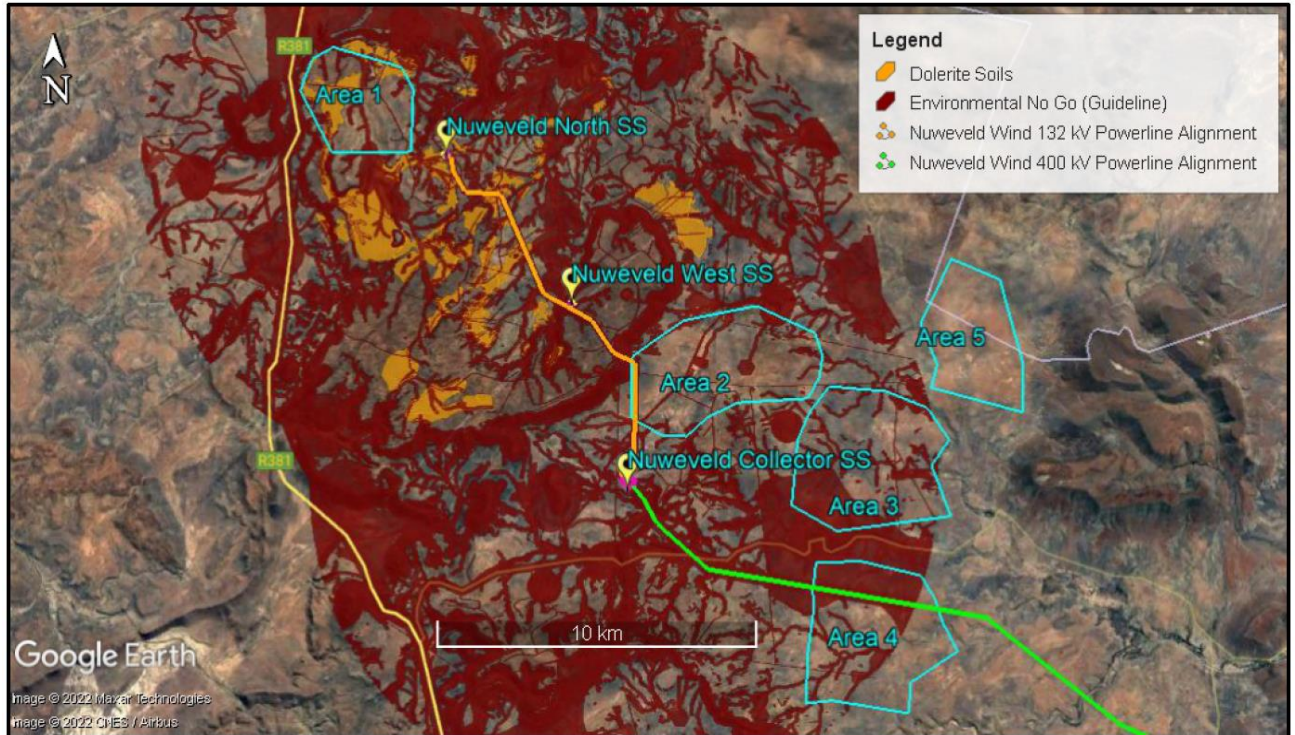 N
R381
Area 1
Nuweveld North SS
Legend
Dolerite Soils
Environmental No Go (Guideline)
Nuweveld Wind 132 kV Powerline Alignment
Nuweveld Wind 400 kV Powerline Alignment
Nuweveld West SS
Area 5
Area 2
R381
Nuweveld Collector SS
Area 3
10 km
Area 4
Google Earth
Image © 2022 Maxar Technologies
Image © 2022 CNES / Airbus